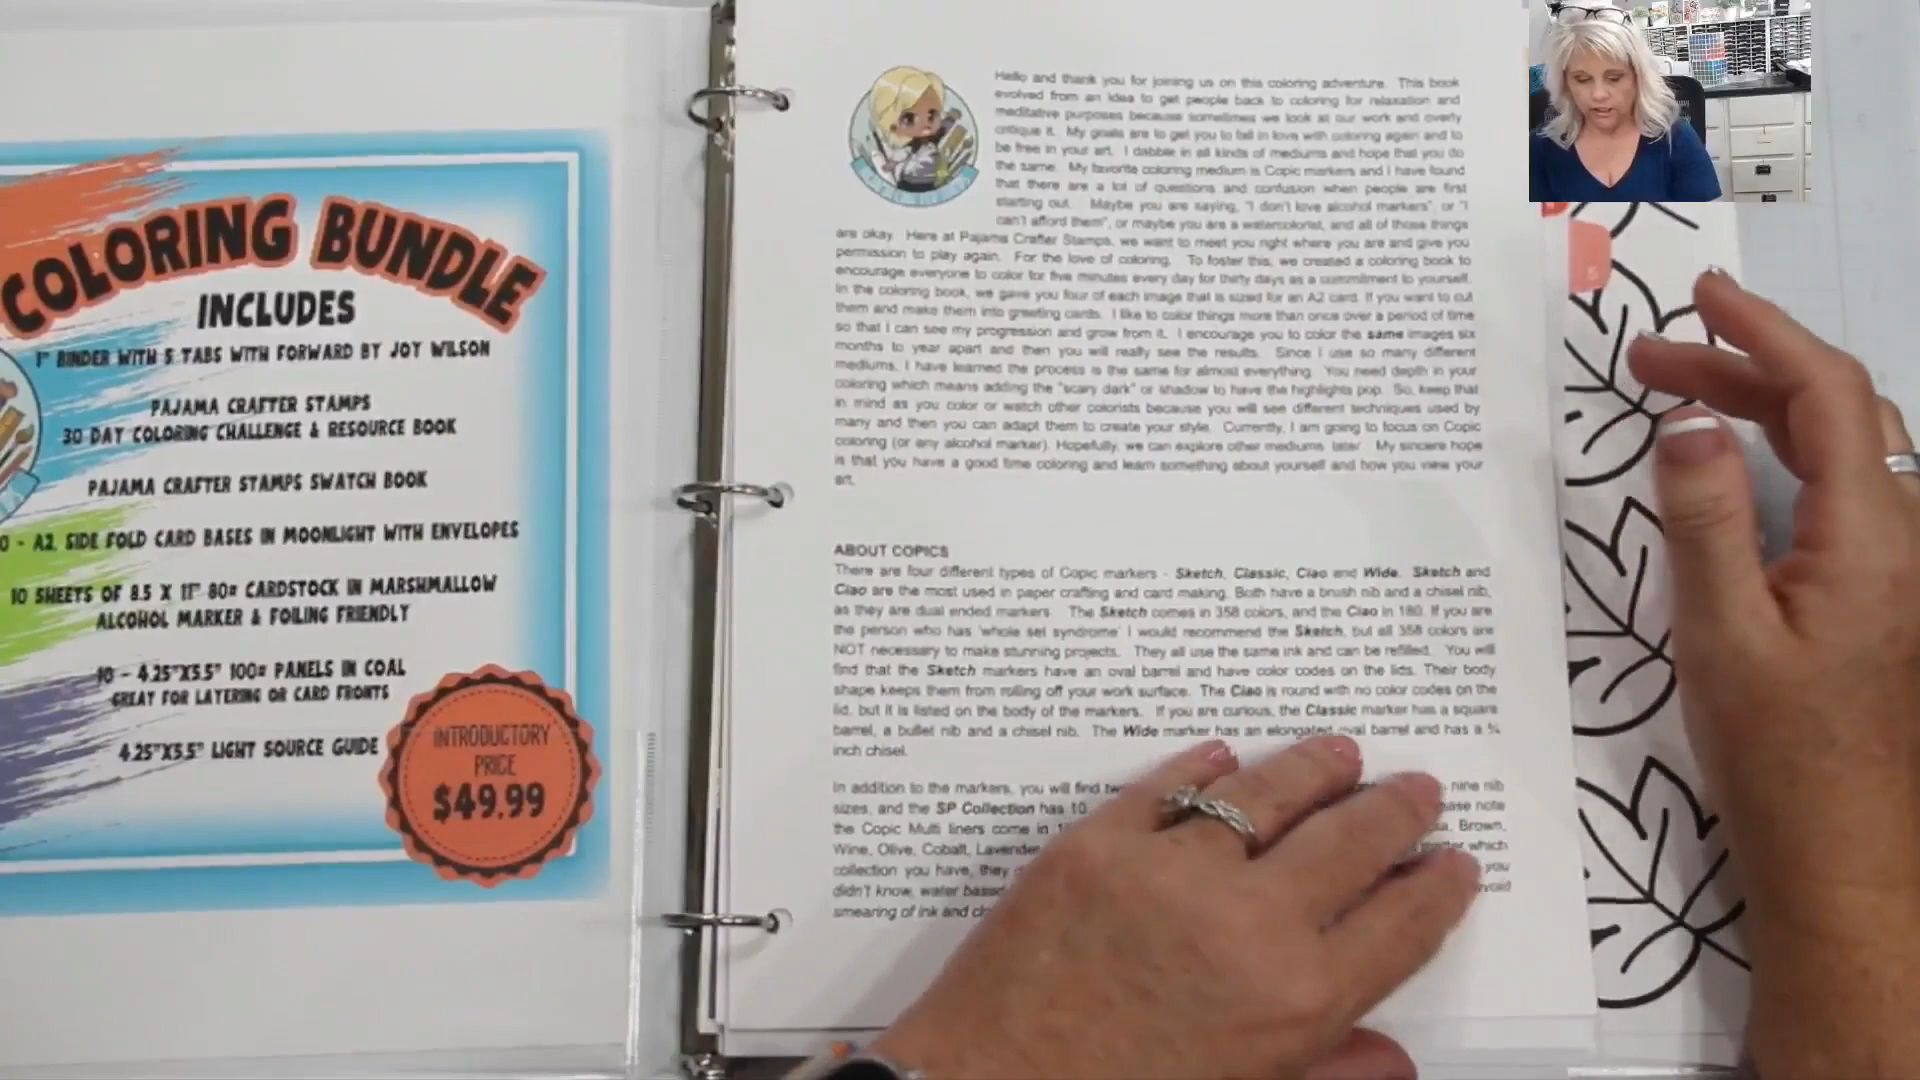 COLORING BUNDLE
INCLUDES
1" BINDER WITH 5 TABS WITH FORWARD BY JOY WILSON
PAJAMA CRAFTER STAMPS
30 DAY COLORING CHALLENGE & RESOURCE BOOK
PAJAMA CRAFTER STAMPS SWATCH BOOK
0 - A2 SIDE FOLD CARD BASES IN MOONLIGHT WITH ENVELOPES
10 SHEETS OF 8.5 X 11" 80# CARDSTOCK IN MARSHMALLOW
ALCOHOL MARKER & FOILING FRIENDLY
10 - 4.25"X5.5" 100# PANELS IN COAL
GREAT FOR LAYERING OR CARD FRONTS
4.25"X5.5" LIGHT SOURCE GUIDE
INTRODUCTORY
PRICE
$49.99
Hello and thank you for joining us on this coloring adventure. This book
evolved from an idea to get people back to coloring for relaxation and
meditative purposes because sometimes we look at our work and overly
critique it. My goals are to get you to fall in love with coloring again and to
be free in your art. I dabble in all kinds of mediums and hope that you do
the same. My favorite coloring medium is Copic markers and I have found
that there are a lot of questions and confusion when people are first
starting out. Maybe you are saying, "I don't love alcohol markers", or "I
can't afford them", or maybe you are a watercolorist, and all of those things
are okay. Here at Pajama Crafter Stamps, we want to meet you right where you are and give you
permission to play again. For the love of coloring. To foster this, we created a coloring book to
encourage everyone to color for five minutes every day for thirty days as a commitment to yourself.
In the coloring book, we gave you four of each image that is sized for an A2 card. If you want to cut
them and make them into greeting cards. I like to color things more than once over a period of time
so that I can see my progression and grow from it. I encourage you to color the same images six
months to year apart and then you will really see the results. Since I use so many different
mediums, I have learned the process is the same for almost everything. You need depth in your
coloring which means adding the "scary dark" or shadow to have the highlights pop. So, keep that
in mind as you color or watch other colorists because you will see different techniques used by
many and then you can adapt them to create your style. Currently, I am going to focus on Copic
coloring (or any alcohol marker). Hopefully, we can explore other mediums later. My sincere hope
is that you have a good time coloring and learn something about yourself and how you view your
art.
ABOUT COPICS
There are four different types of Copic markers - Sketch, Classic, Ciao and Wide. Sketch and
Ciao are the most used in paper crafting and card making. Both have a brush nib and a chisel nib,
as they are dual ended markers. The Sketch comes in 358 colors, and the Ciao in 180. If you are
the person who has 'whole set syndrome' I would recommend the Sketch, but all 358 colors are
NOT necessary to make stunning projects. They all use the same ink and can be refilled. You will
find that the Sketch markers have an oval barrel and have color codes on the lids. Their body
shape keeps them from rolling off your work surface. The Ciao is round with no color codes on the
lid, but it is listed on the body of the markers. If you are curious, the Classic marker has a square
barrel, a bullet nib and a chisel nib. The Wide marker has an elongated oval barrel and has a ¾
inch chisel.
In addition to the markers, you will find nine nib
sizes, and the SP Collection has 10
the Copic Multi liners come in Brown,
Wine, Olive, Cobalt, Lavender which
collection you have, they you
didn't know, water based avoid
smearing of ink and